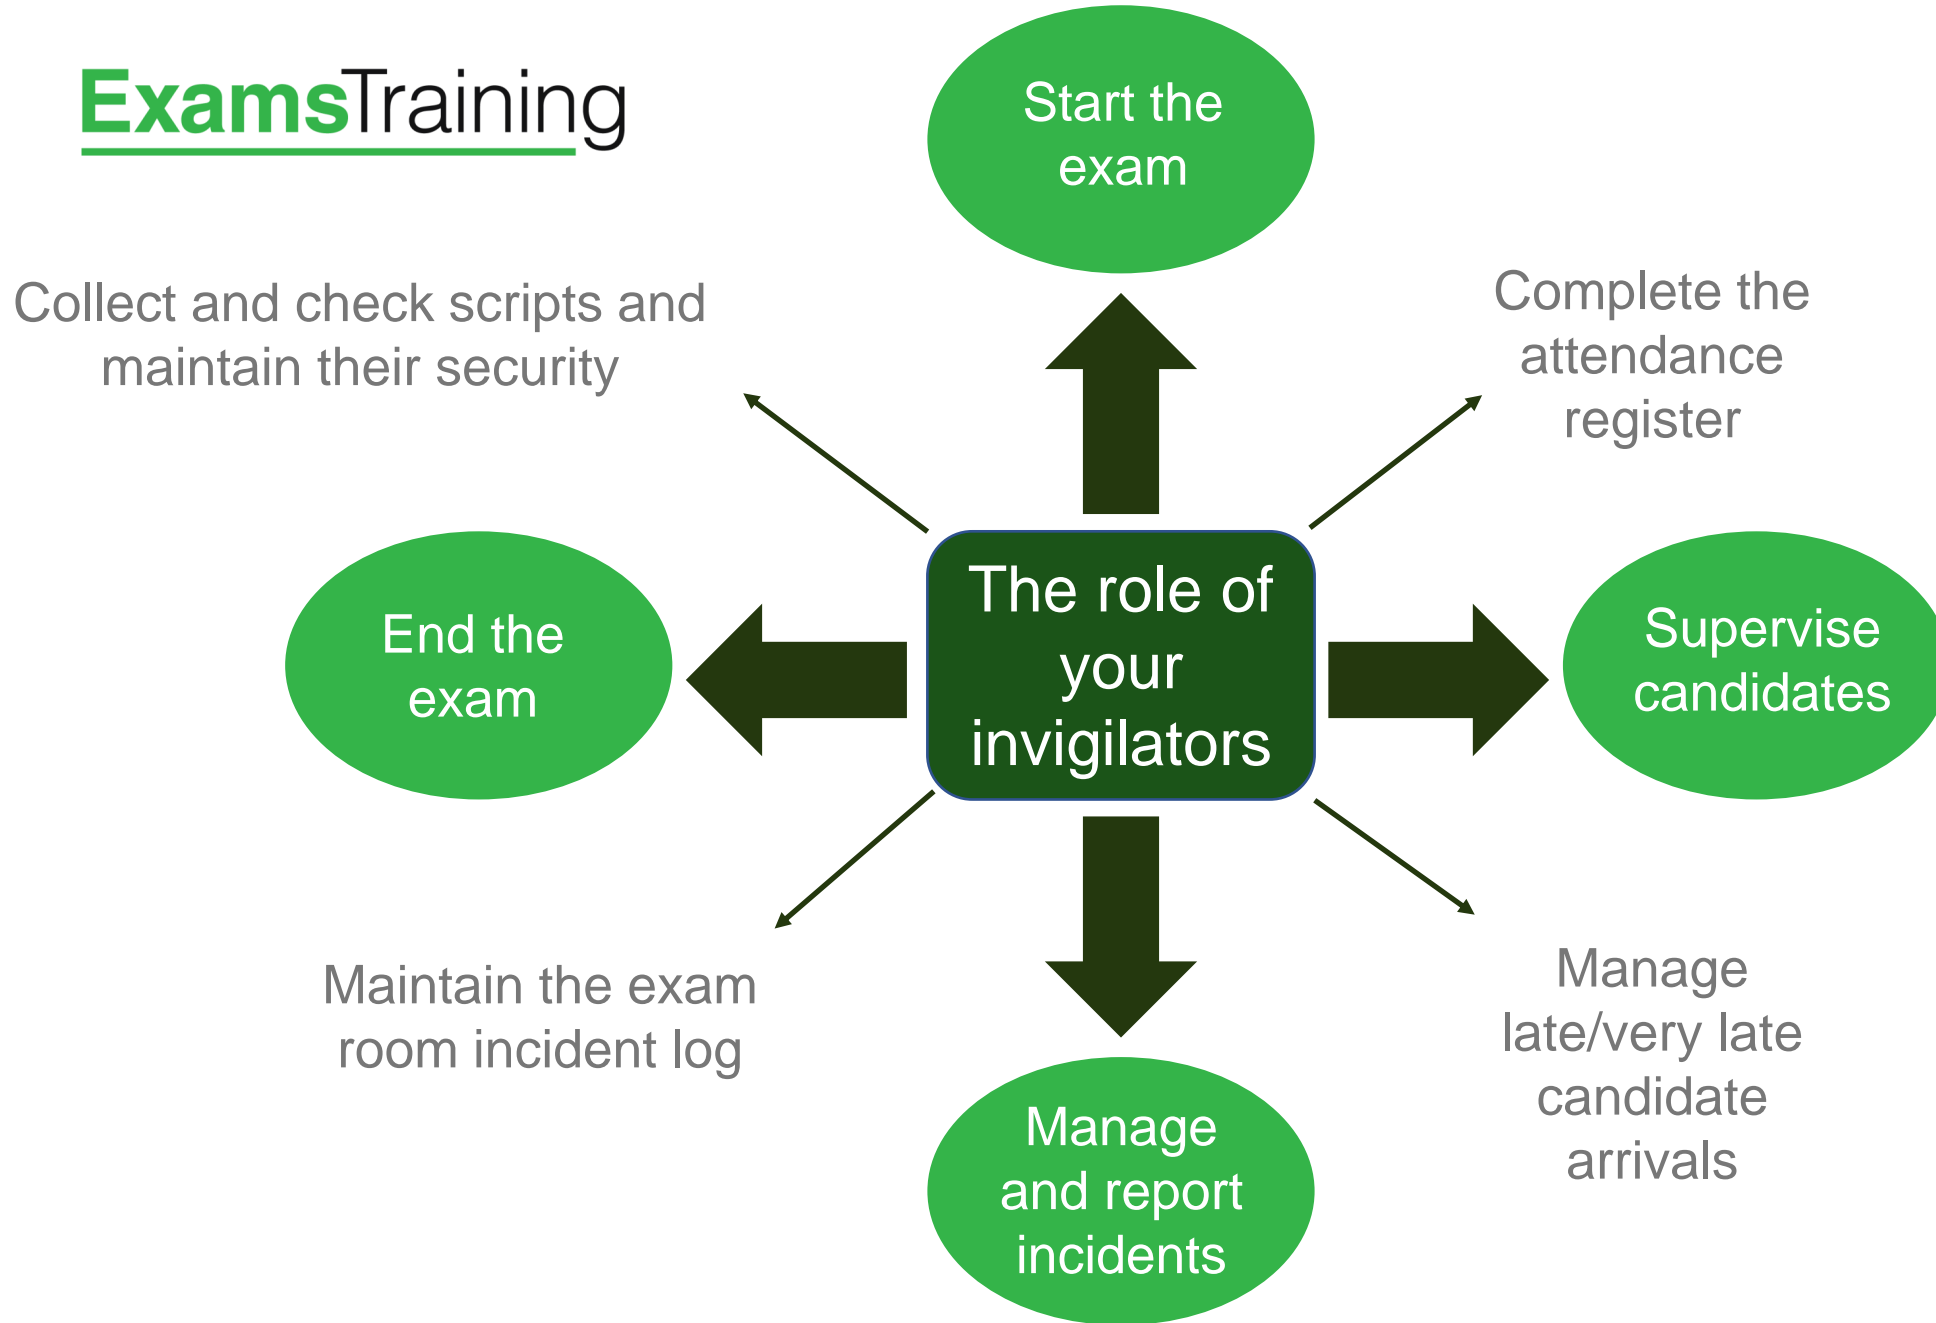 ExamsTraining
Start the
exam
Collect and check scripts and
maintain their security
Complete the
attendance
register
End the
exam
The role of
your
invigilators
Supervise
candidates
Maintain the exam
room incident log
Manage
and report
incidents
Manage
late/very late
candidate
arrivals